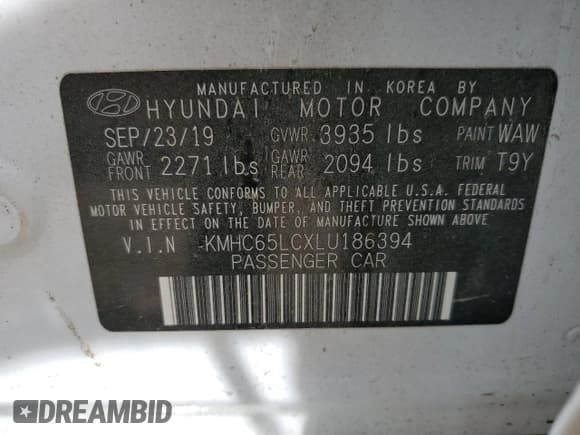 MANUFACTURED IN KOREA BY
HYUNDAI MOTOR COMPANY
SEP/23/19 GVWR 3935 lbs PAINT WAW
GAWR FRONT 2271 lbs GAWR REAR 2094 lbs TRIM T9Y
THIS VEHICLE CONFORMS TO ALL APPLICABLE U.S.A. FEDERAL
MOTOR VEHICLE SAFETY, BUMPER, AND THEFT PREVENTION STANDARDS
IN EFFECT ON THE DATE OF MANUFACTURE SHOWN ABOVE
V.I.N KMHC65LCXLU186394
PASSENGER CAR
DREAMBID